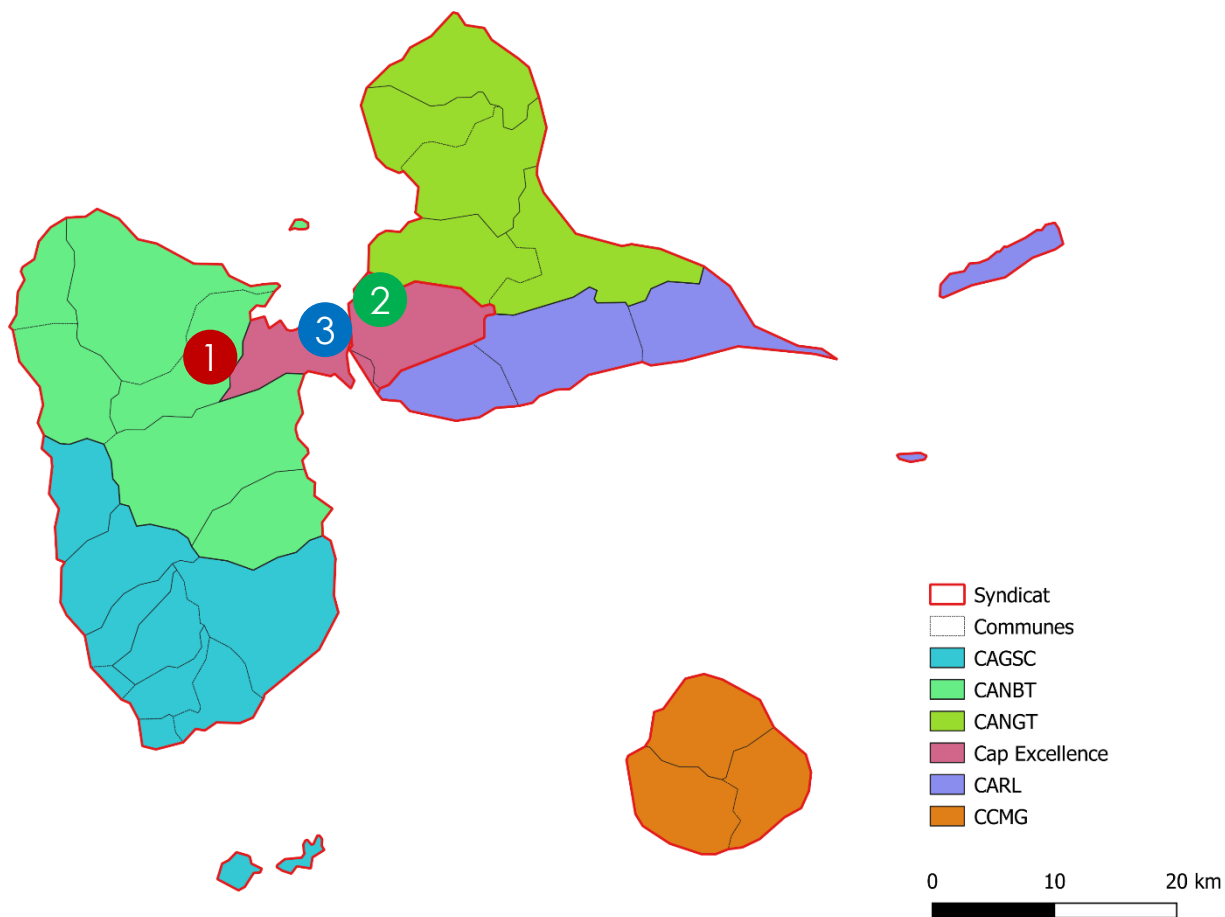 2
3
1
Syndicat
Communes
CAGSC
CANBT
CANGT
Cap Excellence
CARL
CCMG
0 10 20 km